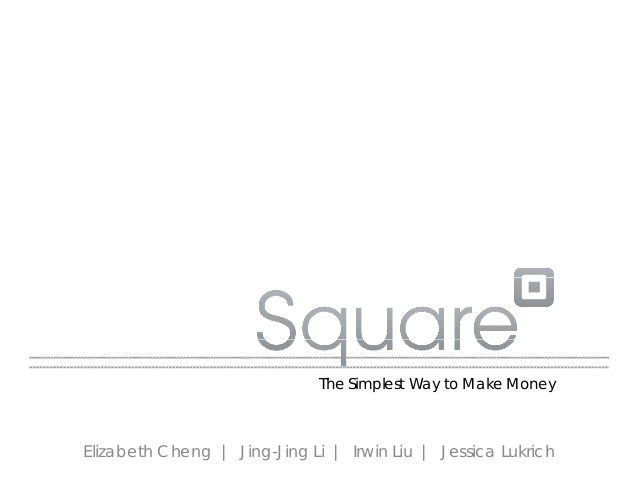 Square
The Simplest Way to Make Money
Elizabeth Cheng | Jing-Jing Li | Irwin Liu | Jessica Lukrich